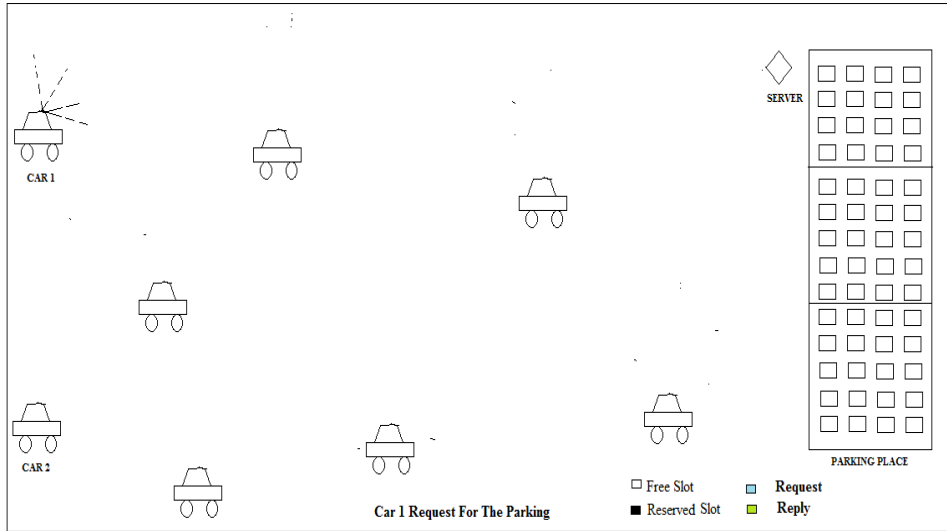 SERVER
CAR 1
CAR 2
PARKING PLACE
Free Slot
Request
Reserved Slot
Reply
Car 1 Request For The Parking